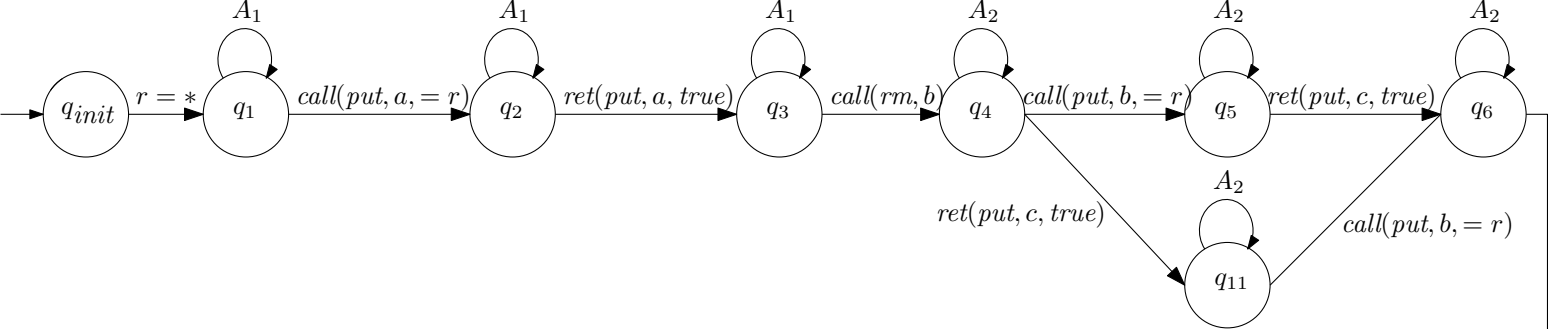 A₁ A₁ A₁ A₂ A₂ A₂
r = * call(put, a, = r) ret(put, a, true) call(rm, b) call(put, b, = r) ret(put, c, true)
q_init q₁ q₂ q₃ q₄ q₅ q₆
A₂
ret(put, c, true) call(put, b, = r)
q₁₁